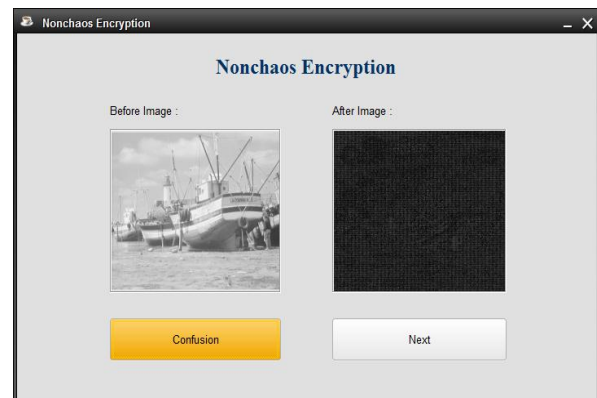 Nonchaos Encryption
Nonchaos Encryption
Before Image :
After Image :
Confusion
Next